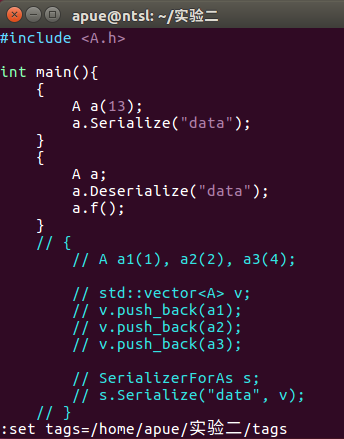 apue@ntsl: ~/实验二
#include <A.h>
int main(){
{
A a(13);
a.Serialize("data");
}
{
A a;
a.Deserialize("data");
a.f();
}
// {
// A a1(1), a2(2), a3(4);
// std::vector<A> v;
// v.push_back(a1);
// v.push_back(a2);
// v.push_back(a3);
// SerializerForAs s;
// s.Serialize("data", v);
// }
:set tags=/home/apue/实验二/tags